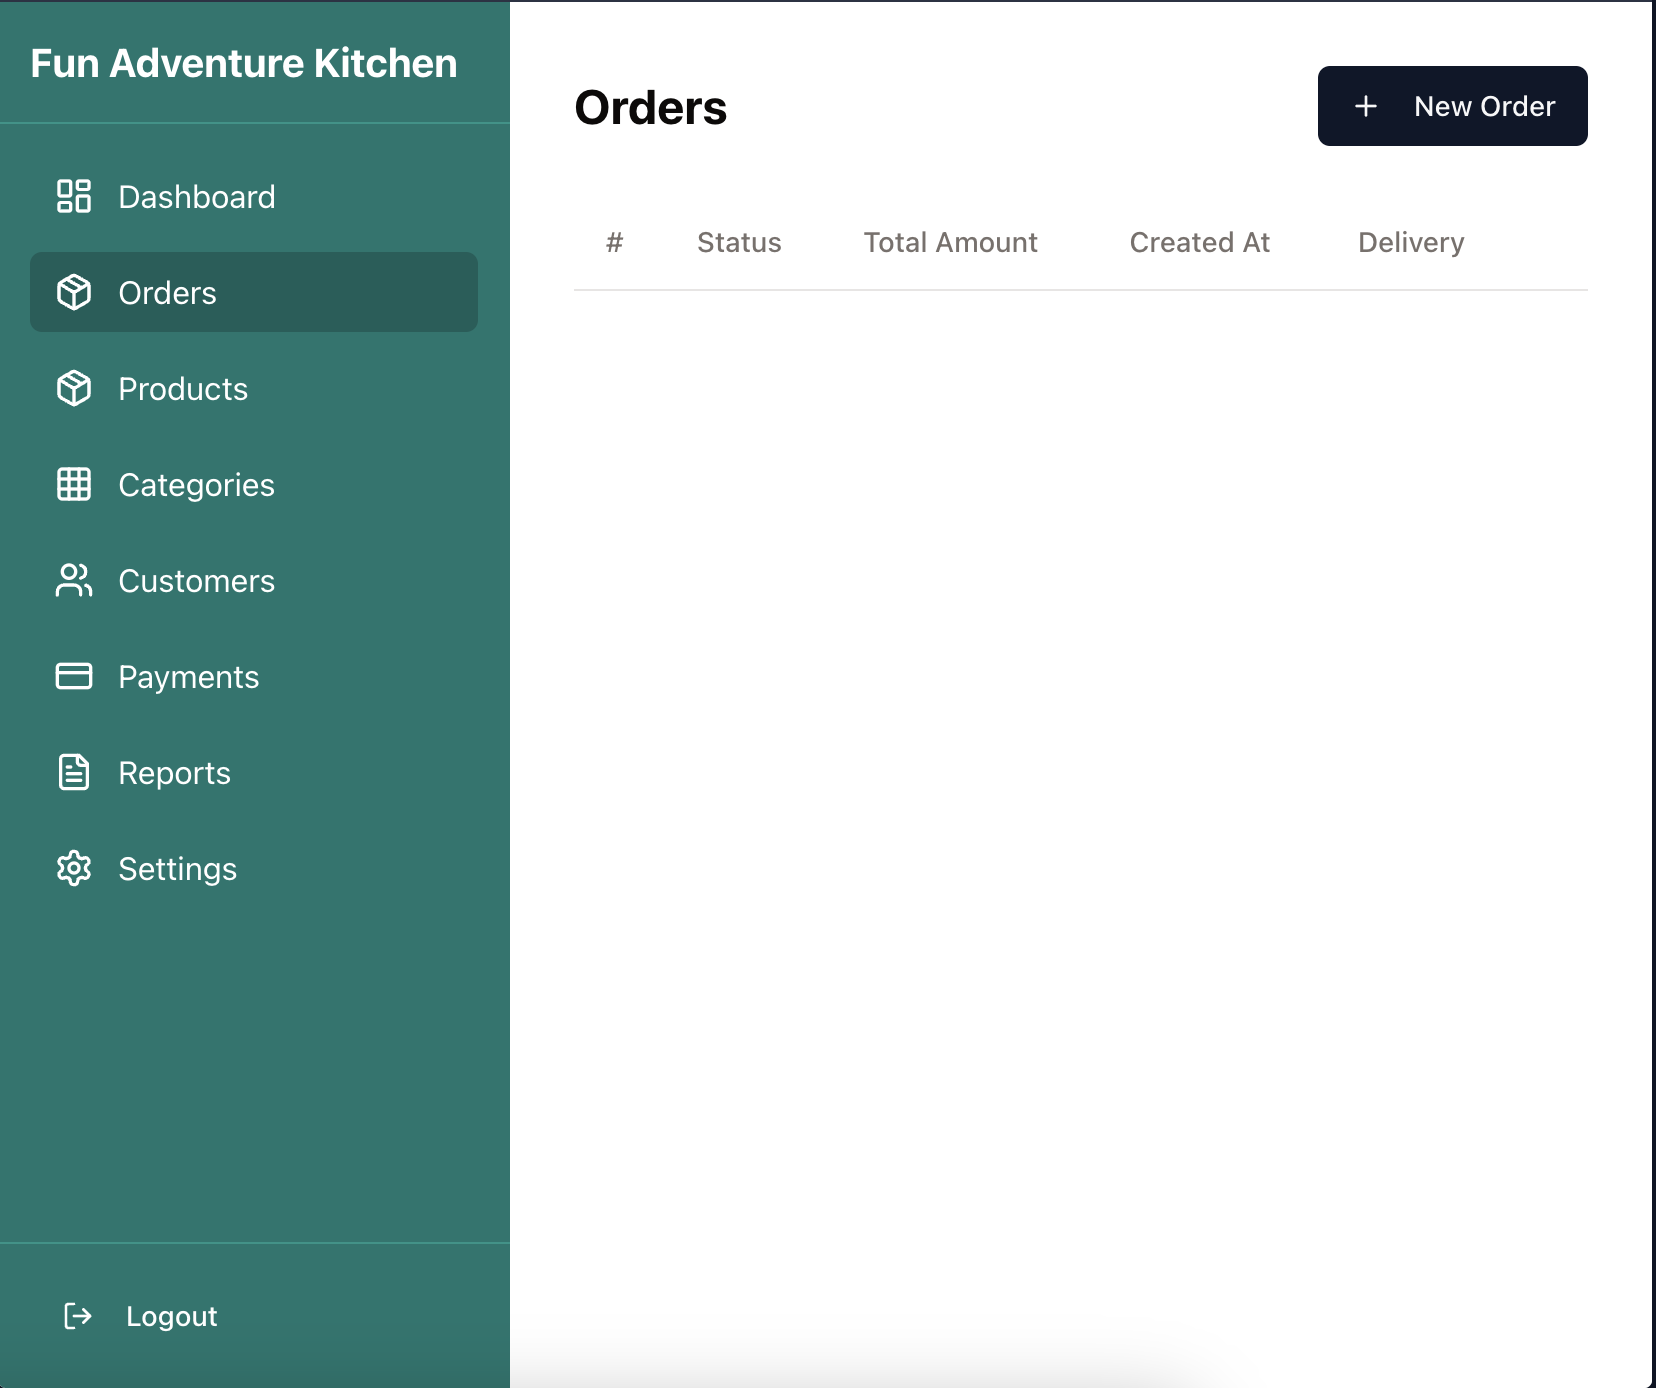 Fun Adventure Kitchen
Dashboard
Orders
Products
Categories
Customers
Payments
Reports
Settings
Logout
Orders
+ New Order
# Status Total Amount Created At Delivery